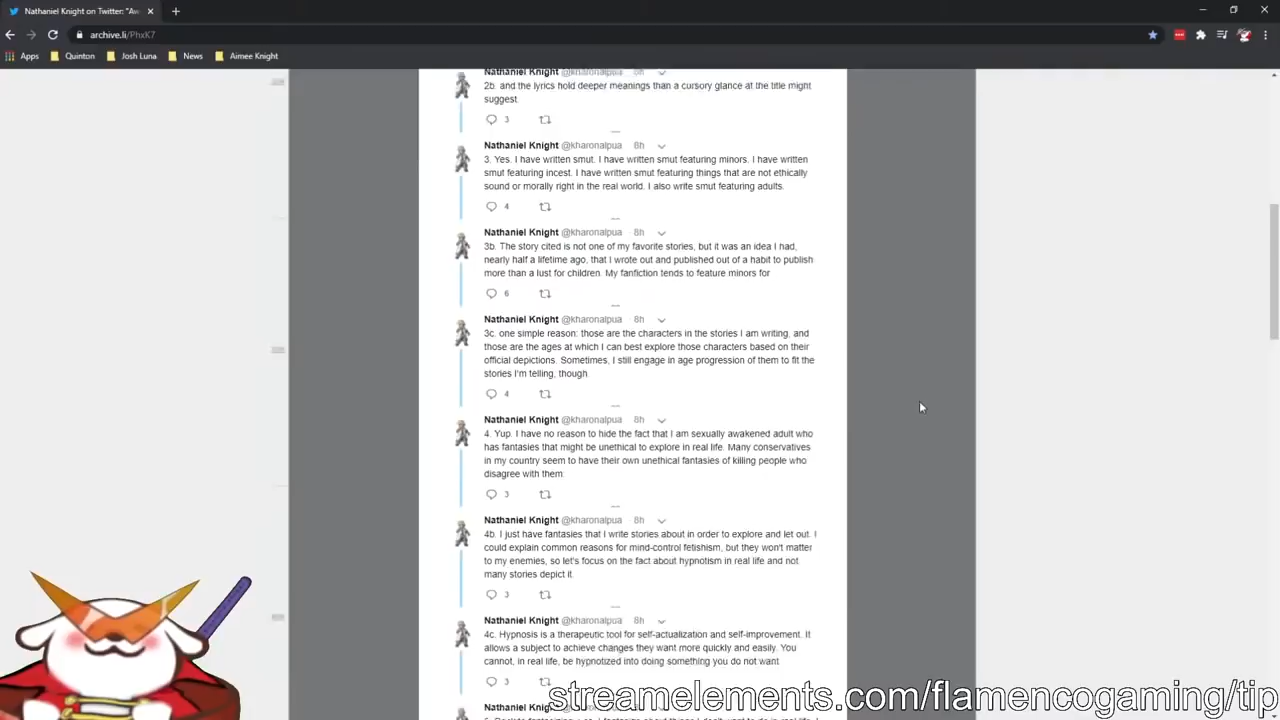 Nathaniel Knight on Twitter: "Aw
archive.li/PhxK7
Apps Quinton Josh Luna News Aimee Knight
Nathaniel Knight @kharonalpua 8h
2b. and the lyrics hold deeper meanings than a cursory glance at the title might
suggest.
3
Nathaniel Knight @kharonalpua 8h
3. Yes. I have written smut. I have written smut featuring minors. I have written
smut featuring incest. I have written smut featuring things that are not ethically
sound or morally right in the real world. I also write smut featuring adults.
4
Nathaniel Knight @kharonalpua 8h
3b. The story cited is not one of my favorite stories, but it was an idea I had,
nearly half a lifetime ago, that I wrote out and published out of a habit to publish
more than a lust for children. My fanfiction tends to feature minors for
6
Nathaniel Knight @kharonalpua 8h
3c. one simple reason: those are the characters in the stories I am writing, and
those are the ages at which I can best explore those characters based on their
official depictions. Sometimes, I still engage in age progression of them to fit the
stories I'm telling, though.
4
Nathaniel Knight @kharonalpua 8h
4. Yup. I have no reason to hide the fact that I am sexually awakened adult who
has fantasies that might be unethical to explore in real life. Many conservatives
in my country seem to have their own unethical fantasies of killing people who
disagree with them.
3
Nathaniel Knight @kharonalpua 8h
4b. I just have fantasies that I write stories about in order to explore and let out. I
could explain common reasons for mind-control fetishism, but they won't matter
to my enemies, so let's focus on the fact about hypnotism in real life and not
many stories depict it.
3
Nathaniel Knight @kharonalpua 8h
4c. Hypnosis is a therapeutic tool for self-actualization and self-improvement. It
allows a subject to achieve changes they want more quickly and easily. You
cannot, in real life, be hypnotized into doing something you do not want
3
Nathaniel Knight
streamelements.com/flamencogaming/tip